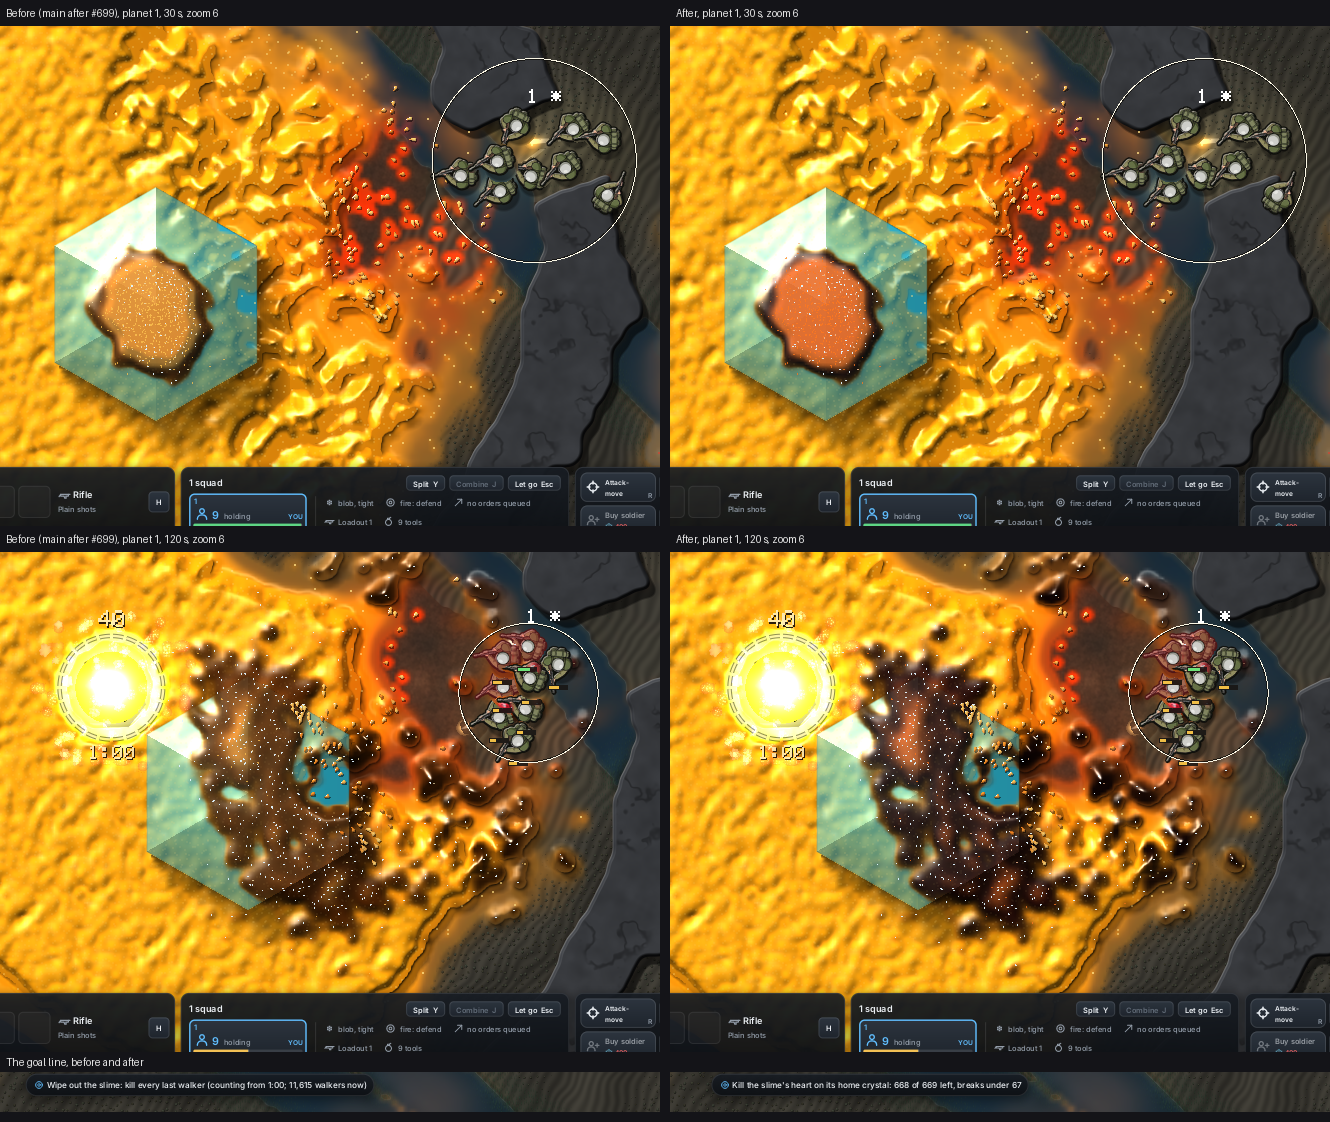 Before (main after #699), planet 1, 30 s, zoom 6
After, planet 1, 30 s, zoom 6
1
1
Rifle
Plain shots
H
1 squad
Split Y
Combine J
Let go Esc
1
9 holding
YOU
blob, tight
fire: defend
no orders queued
Loadout 1
9 tools
Attack-move
R
Buy soldier
Rifle
Plain shots
H
1 squad
Split Y
Combine J
Let go Esc
1
9 holding
YOU
blob, tight
fire: defend
no orders queued
Loadout 1
9 tools
Attack-move
R
Buy soldier
Before (main after #699), planet 1, 120 s, zoom 6
After, planet 1, 120 s, zoom 6
40
1:00
1
40
1:00
1
Rifle
Plain shots
H
1 squad
Split Y
Combine J
Let go Esc
1
9 holding
YOU
blob, tight
fire: defend
no orders queued
Loadout 1
9 tools
Attack-move
R
Buy soldier
Rifle
Plain shots
H
1 squad
Split Y
Combine J
Let go Esc
1
9 holding
YOU
blob, tight
fire: defend
no orders queued
Loadout 1
9 tools
Attack-move
R
Buy soldier
The goal line, before and after
Wipe out the slime: kill every last walker (counting from 1:00; 11,615 walkers now)
Kill the slime's heart on its home crystal: 668 of 669 left, breaks under 67